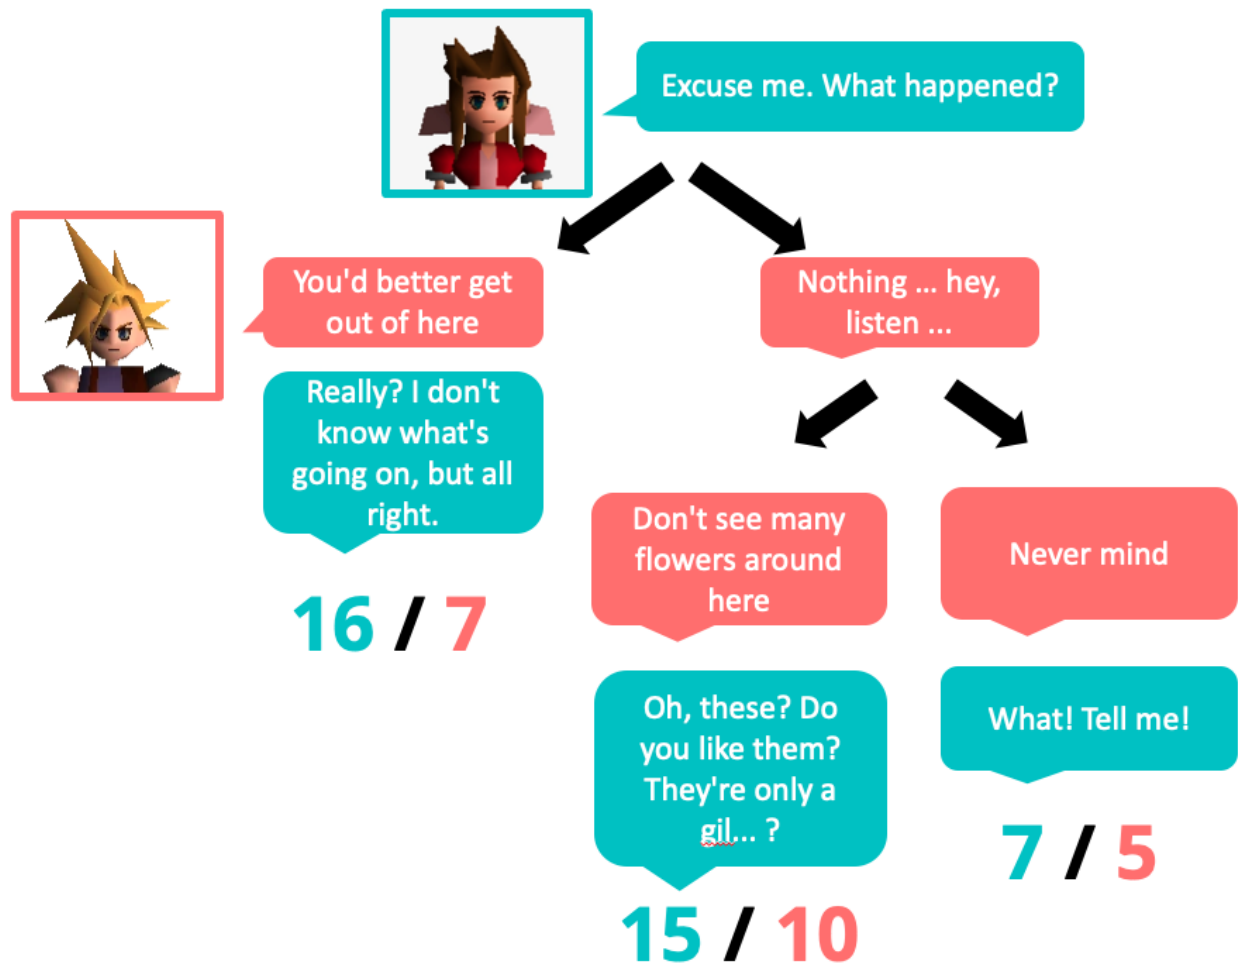 Excuse me. What happened?
You'd better get
out of here
Nothing ... hey,
listen ...
Really? I don't
know what's
going on, but all
right.
16 / 7
Don't see many
flowers around
here
Never mind
Oh, these? Do
you like them?
They're only a
gil... ?
What! Tell me!
7 / 5
15 / 10